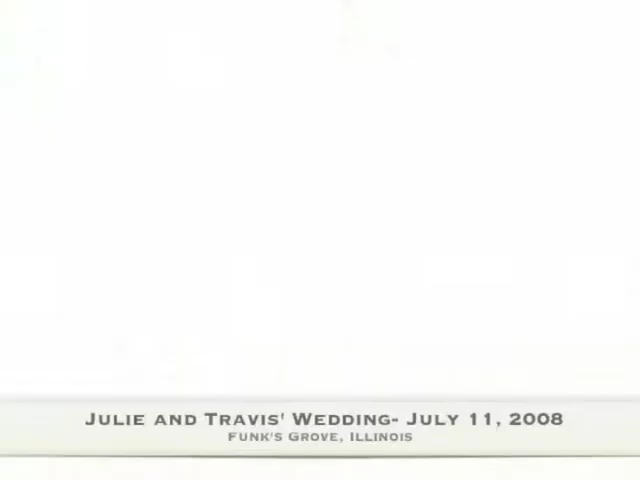 Julie and Travis' Wedding- July 11, 2008
Funk's Grove, Illinois